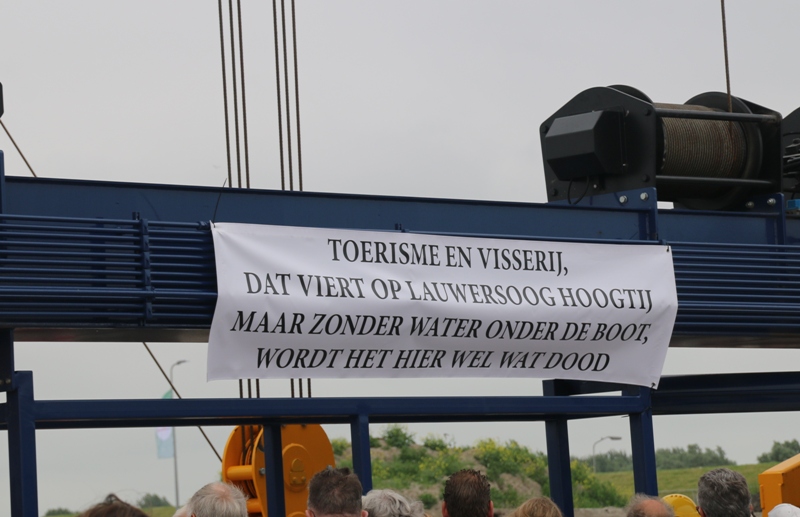 TOERISME EN VISSERIJ,
DAT VIERT OP LAUWERSOOG HOOGTIJ
MAAR ZONDER WATER ONDER DE BOOT,
WORDT HET HIER WEL WAT DOOD